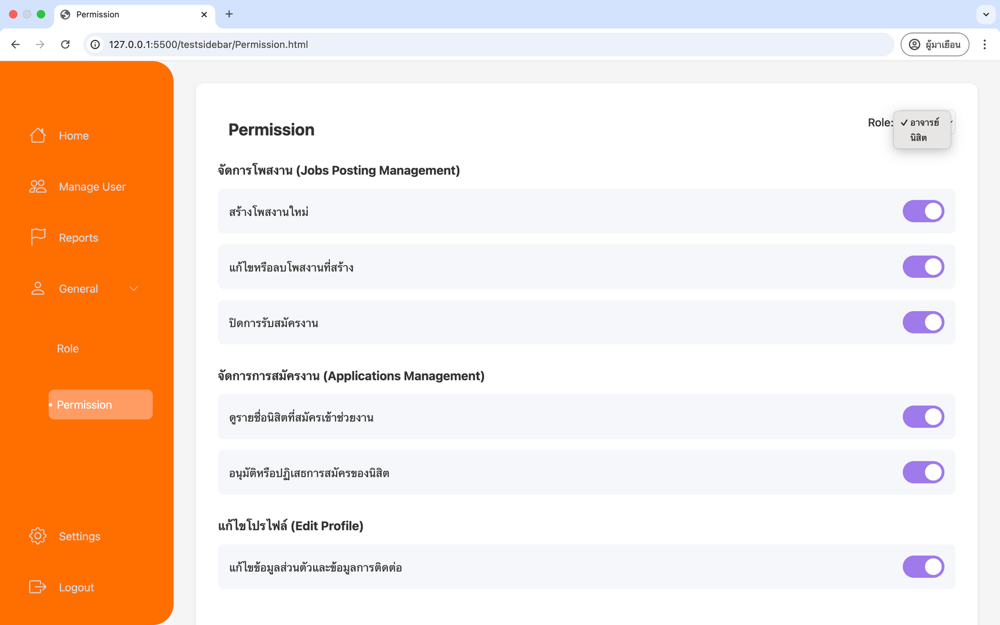 Permission
127.0.0.1:5500/testsidebar/Permission.html
ผู้มาเยือน
Home
Manage User
Reports
General
Role
Permission
Settings
Logout
Permission
Role:
✓ อาจารย์
นิสิต
จัดการโพสงาน (Jobs Posting Management)
สร้างโพสงานใหม่
แก้ไขหรือลบโพสงานที่สร้าง
ปิดการรับสมัครงาน
จัดการการสมัครงาน (Applications Management)
ดูรายชื่อนิสิตที่สมัครเข้าช่วยงาน
อนุมัติหรือปฏิเสธการสมัครของนิสิต
แก้ไขโปรไฟล์ (Edit Profile)
แก้ไขข้อมูลส่วนตัวและข้อมูลการติดต่อ